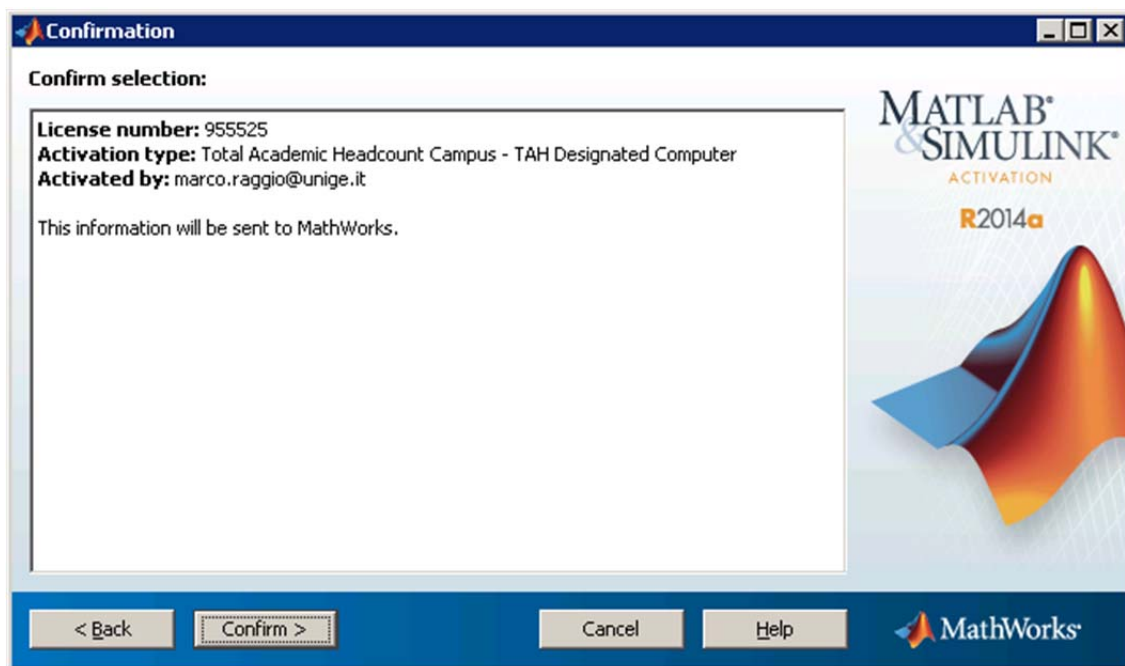 Confirmation
Confirm selection:
License number: 955525
Activation type: Total Academic Headcount Campus - TAH Designated Computer
Activated by: marco.raggio@unige.it
This information will be sent to MathWorks.
MATLAB®
&SIMULINK®
ACTIVATION
R2014a
< Back
Confirm >
Cancel
Help
MathWorks®